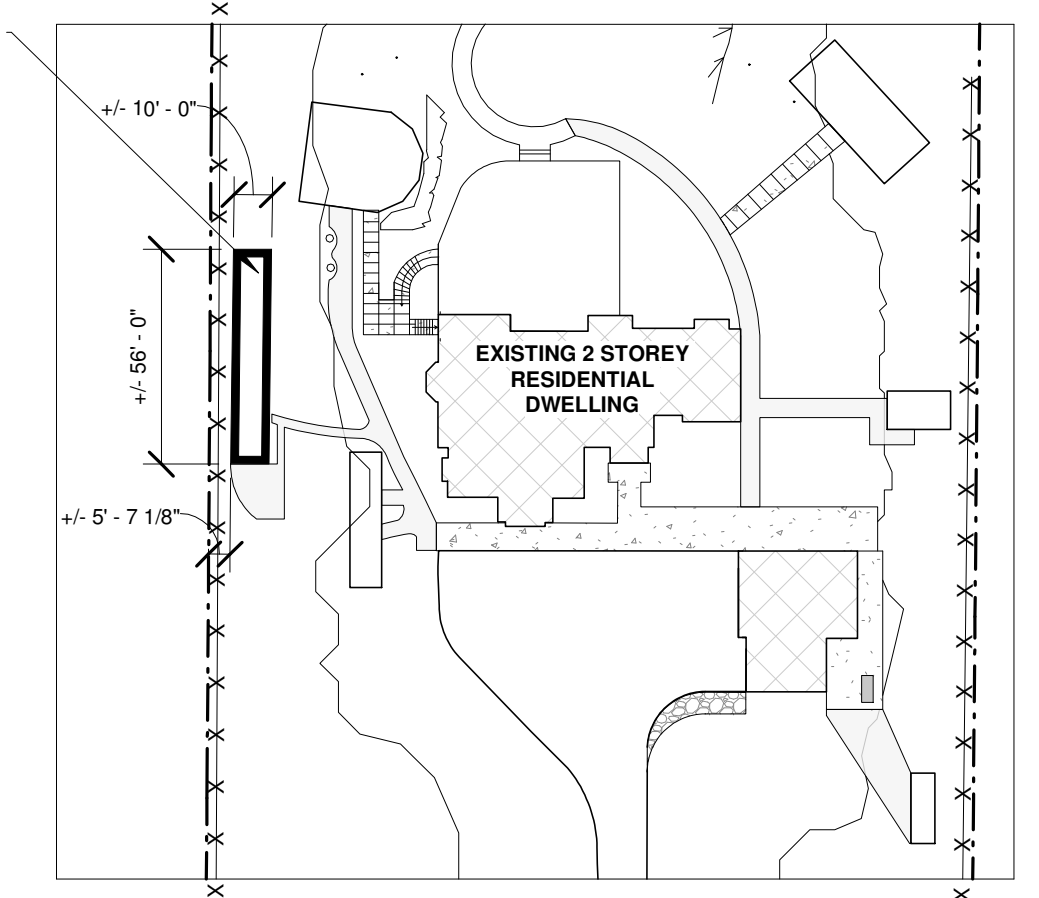 +/- 10' - 0"
+/- 56' - 0"
EXISTING 2 STOREY
RESIDENTIAL
DWELLING
+/- 5' - 7 1/8"